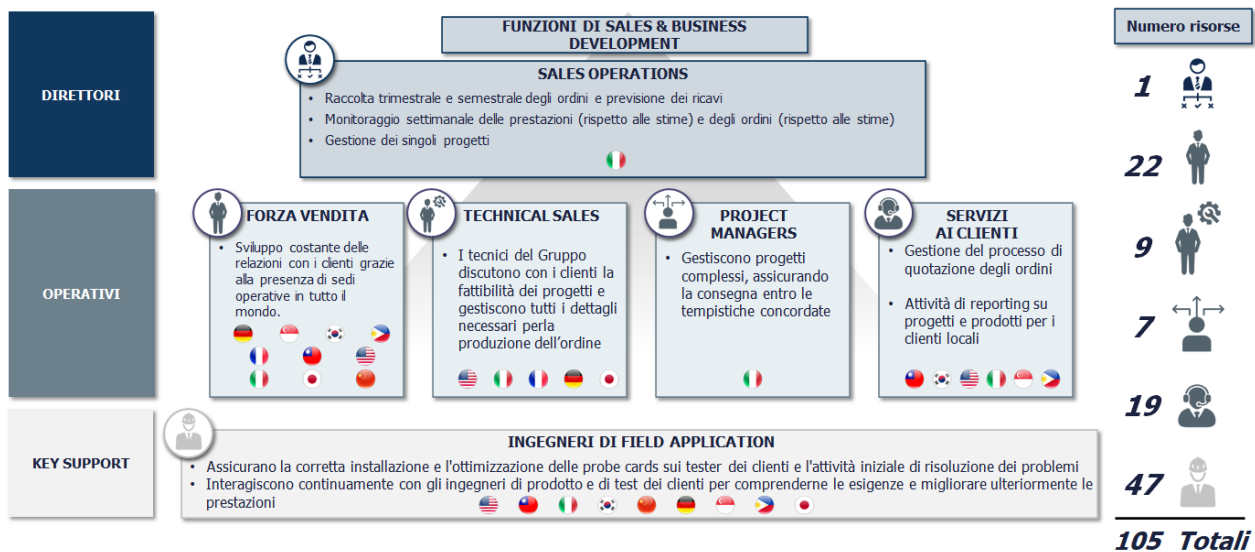 FUNZIONI DI SALES & BUSINESS
DEVELOPMENT
Numero risorse
DIRETTORI
SALES OPERATIONS
• Raccolta trimestrale e semestrale degli ordini e previsione dei ricavi
• Monitoraggio settimanale delle prestazioni (rispetto alle stime) e degli ordini (rispetto alle stime)
• Gestione dei singoli progetti
1
22
OPERATIVI
FORZA VENDITA
• Sviluppo costante delle
relazioni con i clienti grazie
alla presenza di sedi
operative in tutto il
mondo.
TECHNICAL SALES
• I tecnici del Gruppo
discutono con i clienti la
fattibilità dei progetti e
gestiscono tutti i dettagli
necessari perla
produzione dell'ordine
PROJECT
MANAGERS
• Gestiscono progetti
complessi, assicurando
la consegna entro le
tempistiche concordate
SERVIZI
AI CLIENTI
• Gestione del processo di
quotazione degli ordini
• Attività di reporting su
progetti e prodotti per i
clienti locali
9
7
19
KEY SUPPORT
INGEGNERI DI FIELD APPLICATION
• Assicurano la corretta installazione e l'ottimizzazione delle probe cards sui tester dei clienti e l'attività iniziale di risoluzione dei problemi
• Interagiscono continuamente con gli ingegneri di prodotto e di test dei clienti per comprenderne le esigenze e migliorare ulteriormente le
prestazioni
47
105 Totali